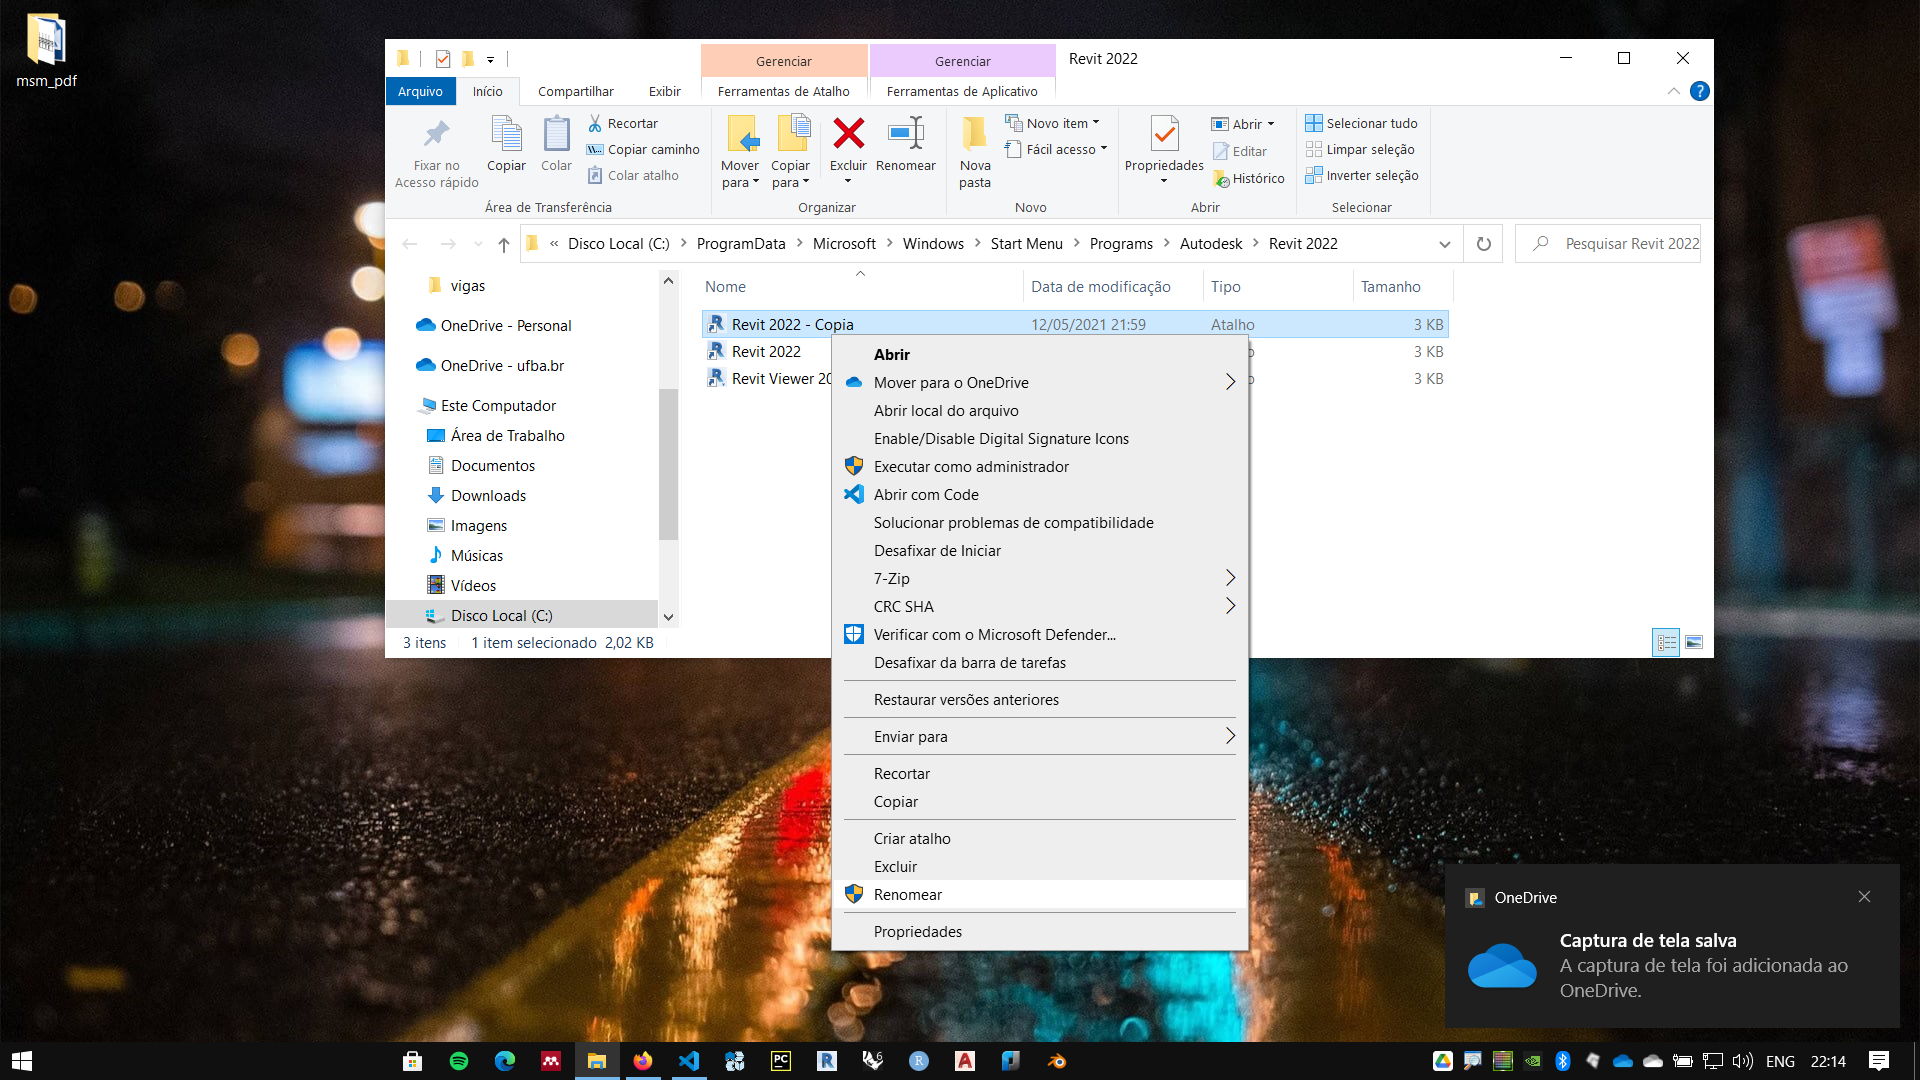 msm_pdf
Gerenciar
Gerenciar
Revit 2022
Arquivo
Início
Compartilhar
Exibir
Ferramentas de Atalho
Ferramentas de Aplicativo
Fixar no
Acesso rápido
Copiar
Colar
Recortar
Copiar caminho
Colar atalho
Área de Transferência
Mover
para
Copiar
para
Excluir
Renomear
Organizar
Nova
pasta
Novo item
Fácil acesso
Novo
Propriedades
Abrir
Editar
Histórico
Abrir
Selecionar tudo
Limpar seleção
Inverter seleção
Selecionar
« Disco Local (C:) > ProgramData > Microsoft > Windows > Start Menu > Programs > Autodesk > Revit 2022
Pesquisar Revit 2022
vigas
OneDrive - Personal
OneDrive - ufba.br
Este Computador
Área de Trabalho
Documentos
Downloads
Imagens
Músicas
Vídeos
Disco Local (C:)
Nome
Data de modificação
Tipo
Tamanho
Revit 2022 - Copia
12/05/2021 21:59
Atalho
3 KB
Revit 2022
3 KB
Revit Viewer 20
3 KB
3 itens
1 item selecionado 2,02 KB
Abrir
Mover para o OneDrive
Abrir local do arquivo
Enable/Disable Digital Signature Icons
Executar como administrador
Abrir com Code
Solucionar problemas de compatibilidade
Desafixar de Iniciar
7-Zip
CRC SHA
Verificar com o Microsoft Defender...
Desafixar da barra de tarefas
Restaurar versões anteriores
Enviar para
Recortar
Copiar
Criar atalho
Excluir
Renomear
Propriedades
OneDrive
Captura de tela salva
A captura de tela foi adicionada ao
OneDrive.
ENG
22:14